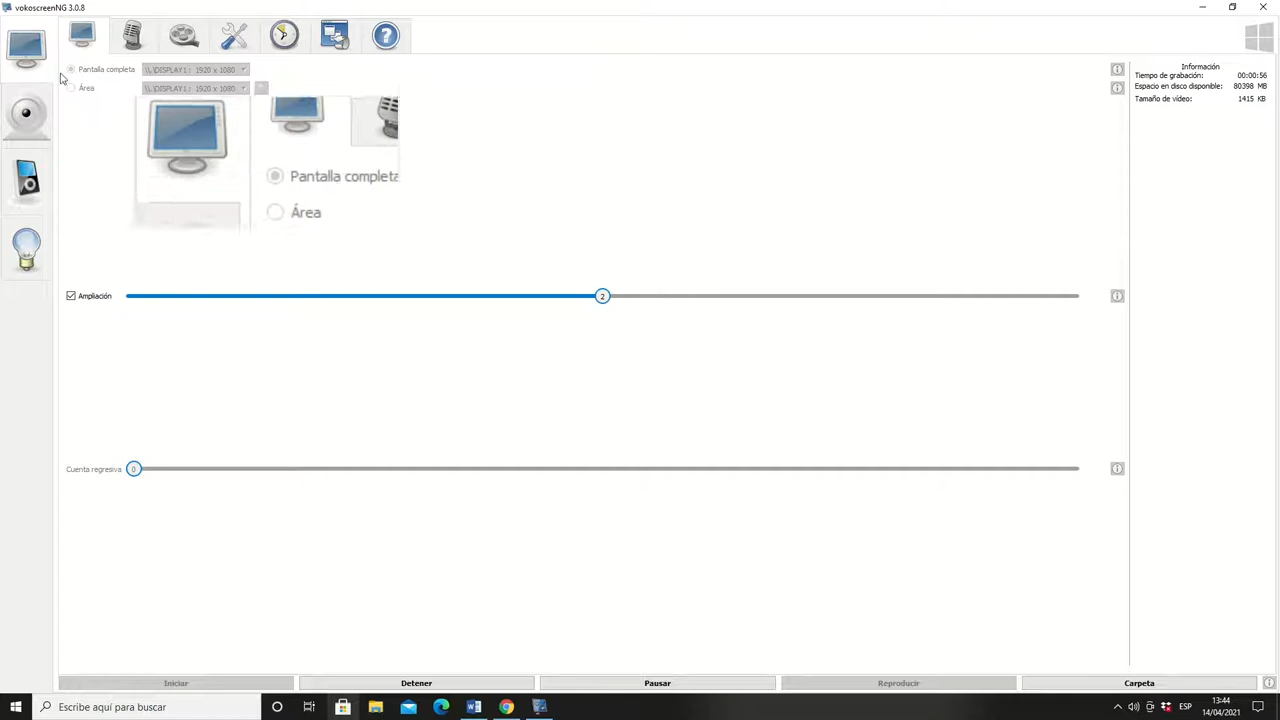 vokoscreenNG 3.0.8
Pantalla completa
\\.\DISPLAY1 : 1920 x 1080
Área
\\.\DISPLAY1 : 1920 x 1080
Pantalla completa
Área
Ampliación
2
Cuenta regresiva
0
Información
Tiempo de grabación: 00:00:56
Espacio en disco disponible: 80398 MB
Tamaño de vídeo: 1415 KB
Iniciar
Detener
Pausar
Reproducir
Carpeta
Escribe aquí para buscar
ESP
13:44
14/04/2021